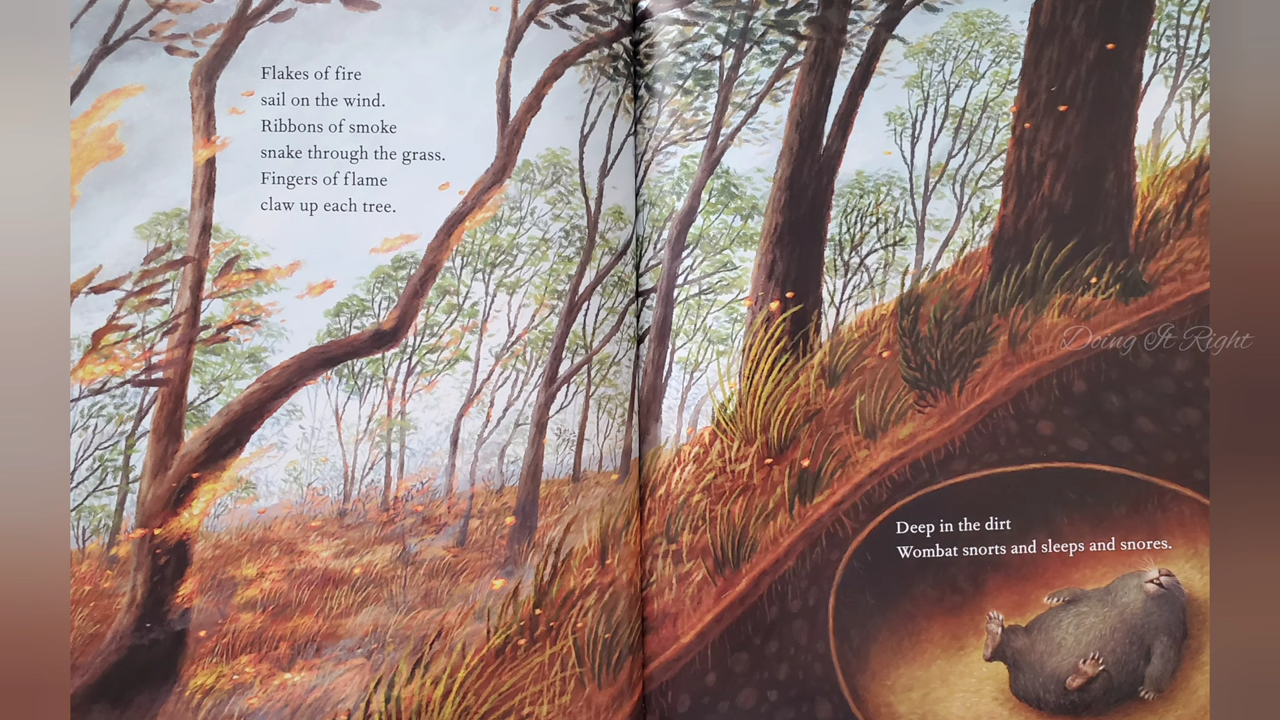 Flakes of fire
sail on the wind.
Ribbons of smoke
snake through the grass.
Fingers of flame
claw up each tree.
Doing It Right
Deep in the dirt
Wombat snorts and sleeps and snores.